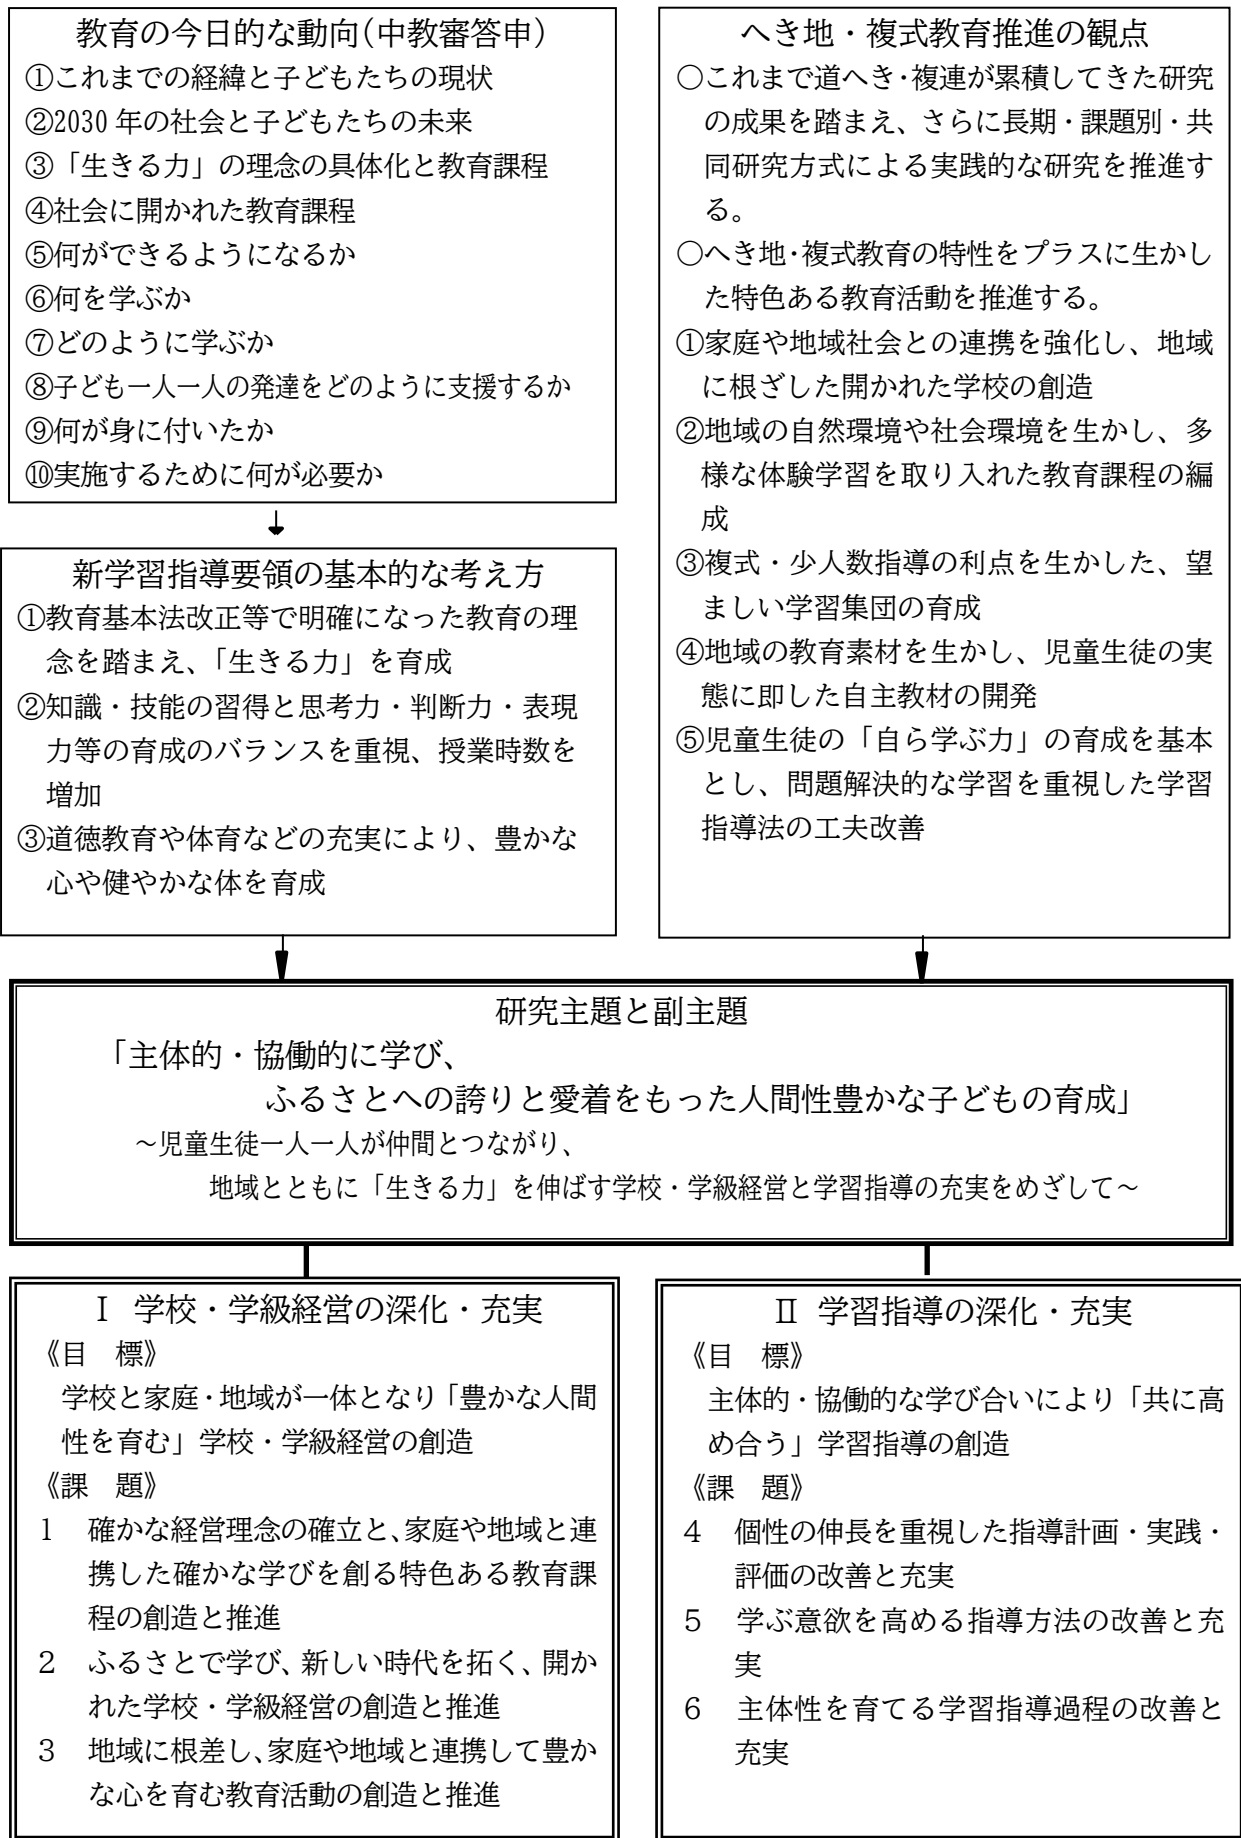 教育の今日的な動向(中教審答申)
①これまでの経緯と子どもたちの現状
②2030年の社会と子どもたちの未来
③「生きる力」の理念の具体化と教育課程
④社会に開かれた教育課程
⑤何ができるようになるか
⑥何を学ぶか
⑦どのように学ぶか
⑧子ども一人一人の発達をどのように支援するか
⑨何が身に付いたか
⑩実施するために何が必要か
新学習指導要領の基本的な考え方
①教育基本法改正等で明確になった教育の理
念を踏まえ、「生きる力」を育成
②知識・技能の習得と思考力・判断力・表現
力等の育成のバランスを重視、授業時数を
増加
③道徳教育や体育などの充実により、豊かな
心や健やかな体を育成
へき地・複式教育推進の観点
○これまで道へき・複連が累積してきた研究
の成果を踏まえ、さらに長期・課題別・共
同研究方式による実践的な研究を推進す
る。
○へき地・複式教育の特性をプラスに生かし
た特色ある教育活動を推進する。
①家庭や地域社会との連携を強化し、地域
に根ざした開かれた学校の創造
②地域の自然環境や社会環境を生かし、多
様な体験学習を取り入れた教育課程の編
成
③複式・少人数指導の利点を生かした、望
ましい学習集団の育成
④地域の教育素材を生かし、児童生徒の実
態に即した自主教材の開発
⑤児童生徒の「自ら学ぶ力」の育成を基本
とし、問題解決的な学習を重視した学習
指導法の工夫改善
研究主題と副主題
「主体的・協働的に学び、
ふるさとへの誇りと愛着をもった人間性豊かな子どもの育成」
～児童生徒一人一人が仲間とつながり、
地域とともに「生きる力」を伸ばす学校・学級経営と学習指導の充実をめざして～
Ⅰ 学校・学級経営の深化・充実
《目 標》
学校と家庭・地域が一体となり「豊かな人間
性を育む」学校・学級経営の創造
《課 題》
1 確かな経営理念の確立と、家庭や地域と連
携した確かな学びを創る特色ある教育課
程の創造と推進
2 ふるさとで学び、新しい時代を拓く、開か
れた学校・学級経営の創造と推進
3 地域に根差し、家庭や地域と連携して豊か
な心を育む教育活動の創造と推進
Ⅱ 学習指導の深化・充実
《目 標》
主体的・協働的な学び合いにより「共に高
め合う」学習指導の創造
《課 題》
4 個性の伸長を重視した指導計画・実践・
評価の改善と充実
5 学ぶ意欲を高める指導方法の改善と充
実
6 主体性を育てる学習指導過程の改善と
充実